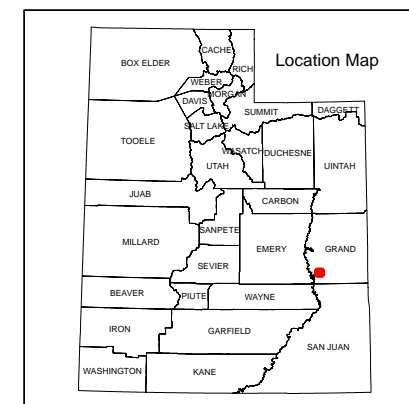 Location Map
BOX ELDER
CACHE
RICH
WEBER
MORGAN
DAVIS
SUMMIT
DAGGETT
SALT LAKE
TOOELE
WASATCH
DUCHESNE
UINTAH
UTAH
JUAB
CARBON
SANPETE
MILLARD
EMERY
GRAND
SEVIER
BEAVER
PIUTE
WAYNE
IRON
GARFIELD
SAN JUAN
WASHINGTON
KANE